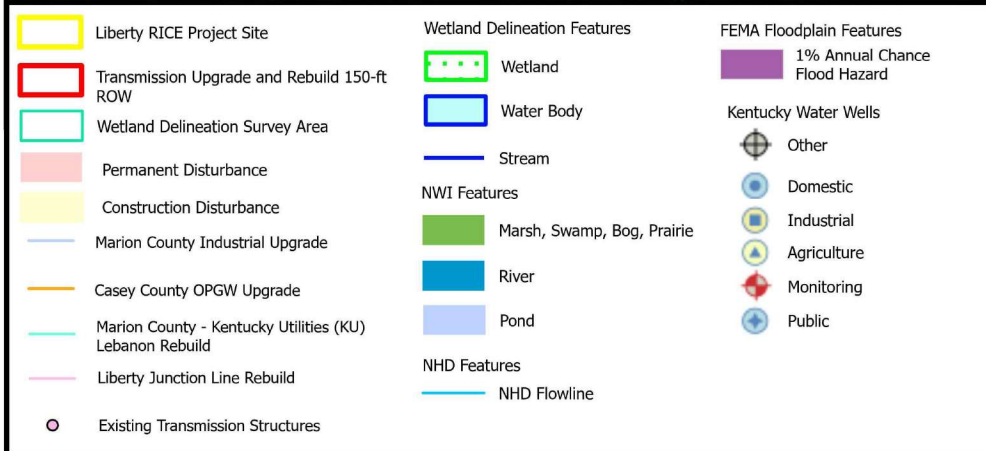 Liberty RICE Project Site
Transmission Upgrade and Rebuild 150-ft
ROW
Wetland Delineation Survey Area
Permanent Disturbance
Construction Disturbance
Marion County Industrial Upgrade
Casey County OPGW Upgrade
Marion County - Kentucky Utilities (KU)
Lebanon Rebuild
Liberty Junction Line Rebuild
Existing Transmission Structures
Wetland Delineation Features
Wetland
Water Body
Stream
NWI Features
Marsh, Swamp, Bog, Prairie
River
Pond
NHD Features
NHD Flowline
FEMA Floodplain Features
1% Annual Chance
Flood Hazard
Kentucky Water Wells
Other
Domestic
Industrial
Agriculture
Monitoring
Public